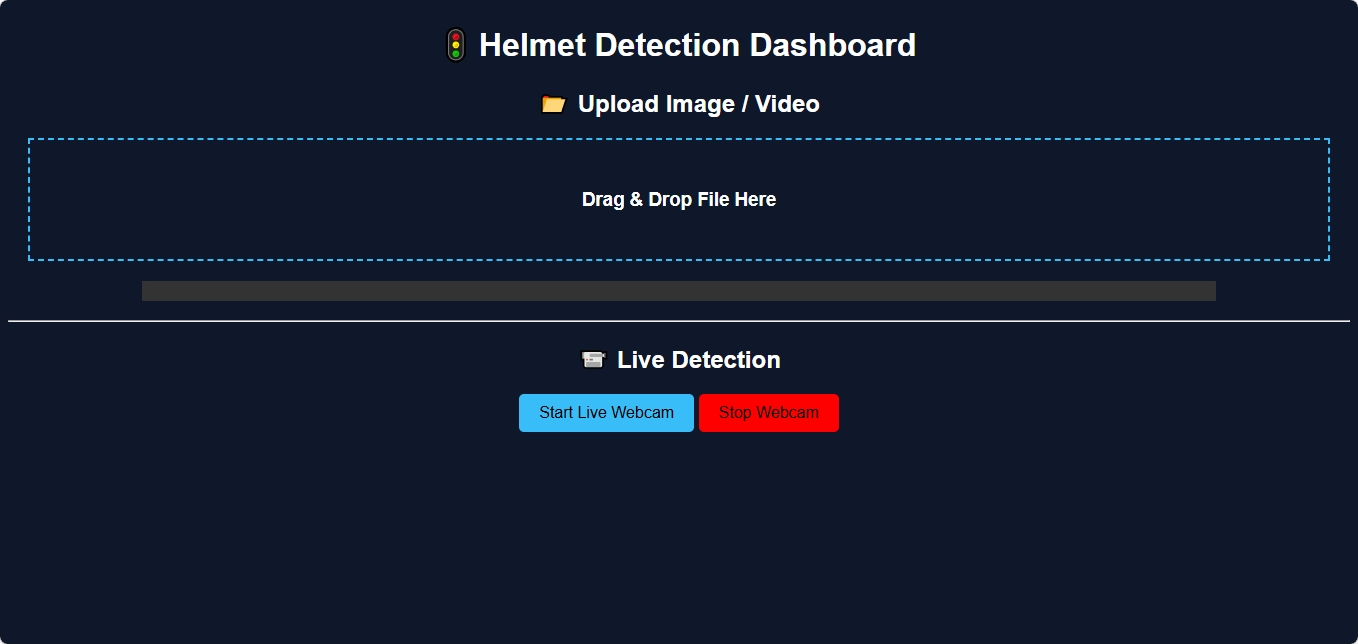 🚦 Helmet Detection Dashboard
📂 Upload Image / Video
Drag & Drop File Here
📹 Live Detection
Start Live Webcam Stop Webcam